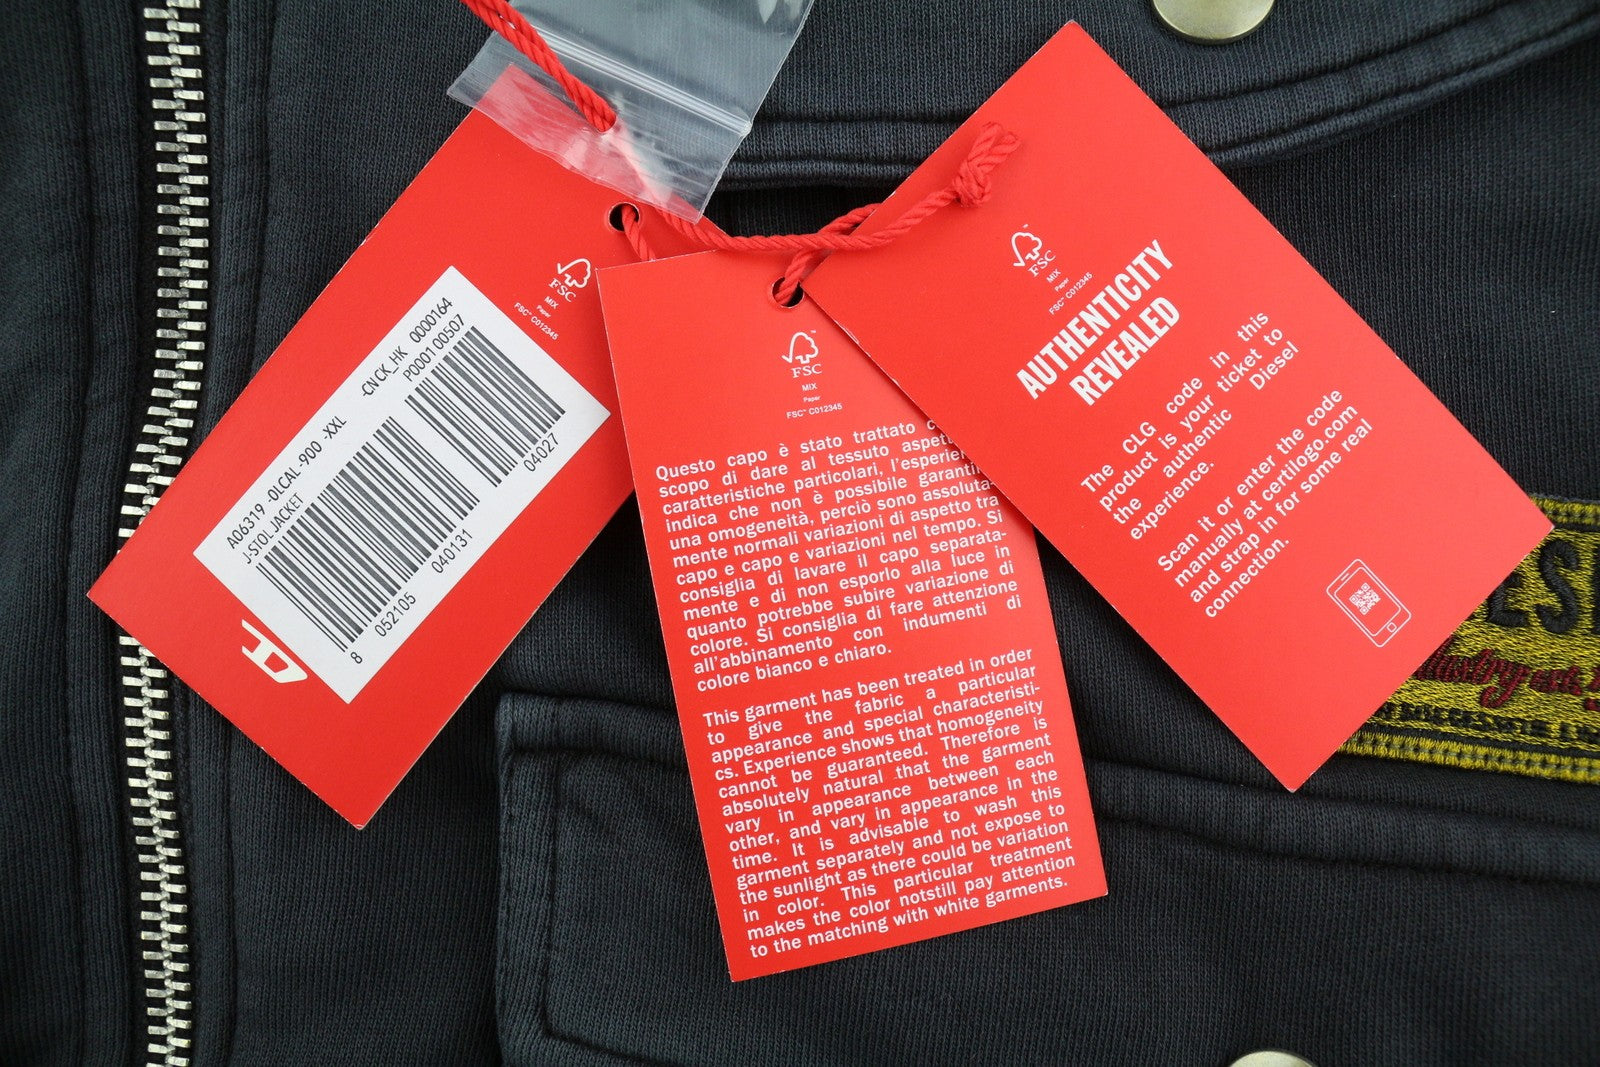 A06319 -0LCAL -900 -XXL
-CNCK_HK 0000164
J-STOL JACKET
P000100507
8
052105
040131
04027
FSC
MIX
Paper
FSC™ C012345
FSC
MIX
Paper
FSC™ C012345
Questo capo è stato trattato
scopo di dare al tessuto
caratteristiche particolari,
indica che non è possibile
una omogeneità, perciò sono assoluta-
mente normali variazioni di aspetto tra
capo e capo e variazioni nel tempo. Si
consiglia di lavare il capo separata-
mente e di non esporlo alla luce in
quanto potrebbe subire variazione di
colore. Si consiglia di fare attenzione
all'abbinamento con indumenti di
colore bianco e chiaro.
This garment has been treated in order
to give the fabric a particular
appearance and special characteristi-
cs. Experience shows that homogeneity
cannot be guaranteed. Therefore is
absolutely natural that the garment
vary in appearance between each
other, and vary in appearance in the
time. It is advisable to wash this
garment separately and not expose to
the sunlight as there could be variation
in color. This particular treatment
makes the color notstill pay attention
to the matching with white garments.
FSC
MIX
Paper
FSC™ C012345
AUTHENTICITY
REVEALED
The CLG code in this
product is your ticket to
the authentic Diesel
experience.
Scan it or enter the code
manually at certilogo.com
and strap in for some real
connection.